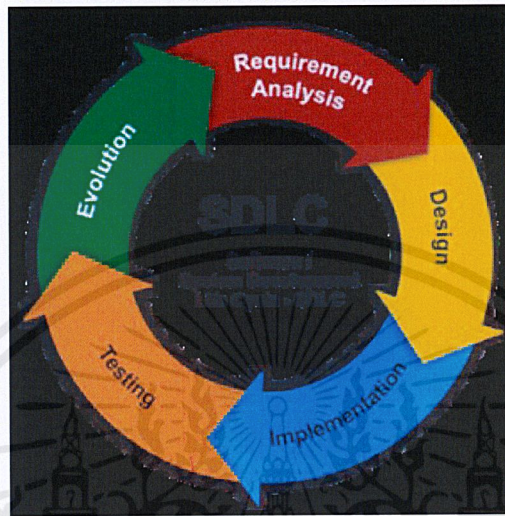 Requirement
Analysis
Design
Implementation
Testing
Evolution
SDLC